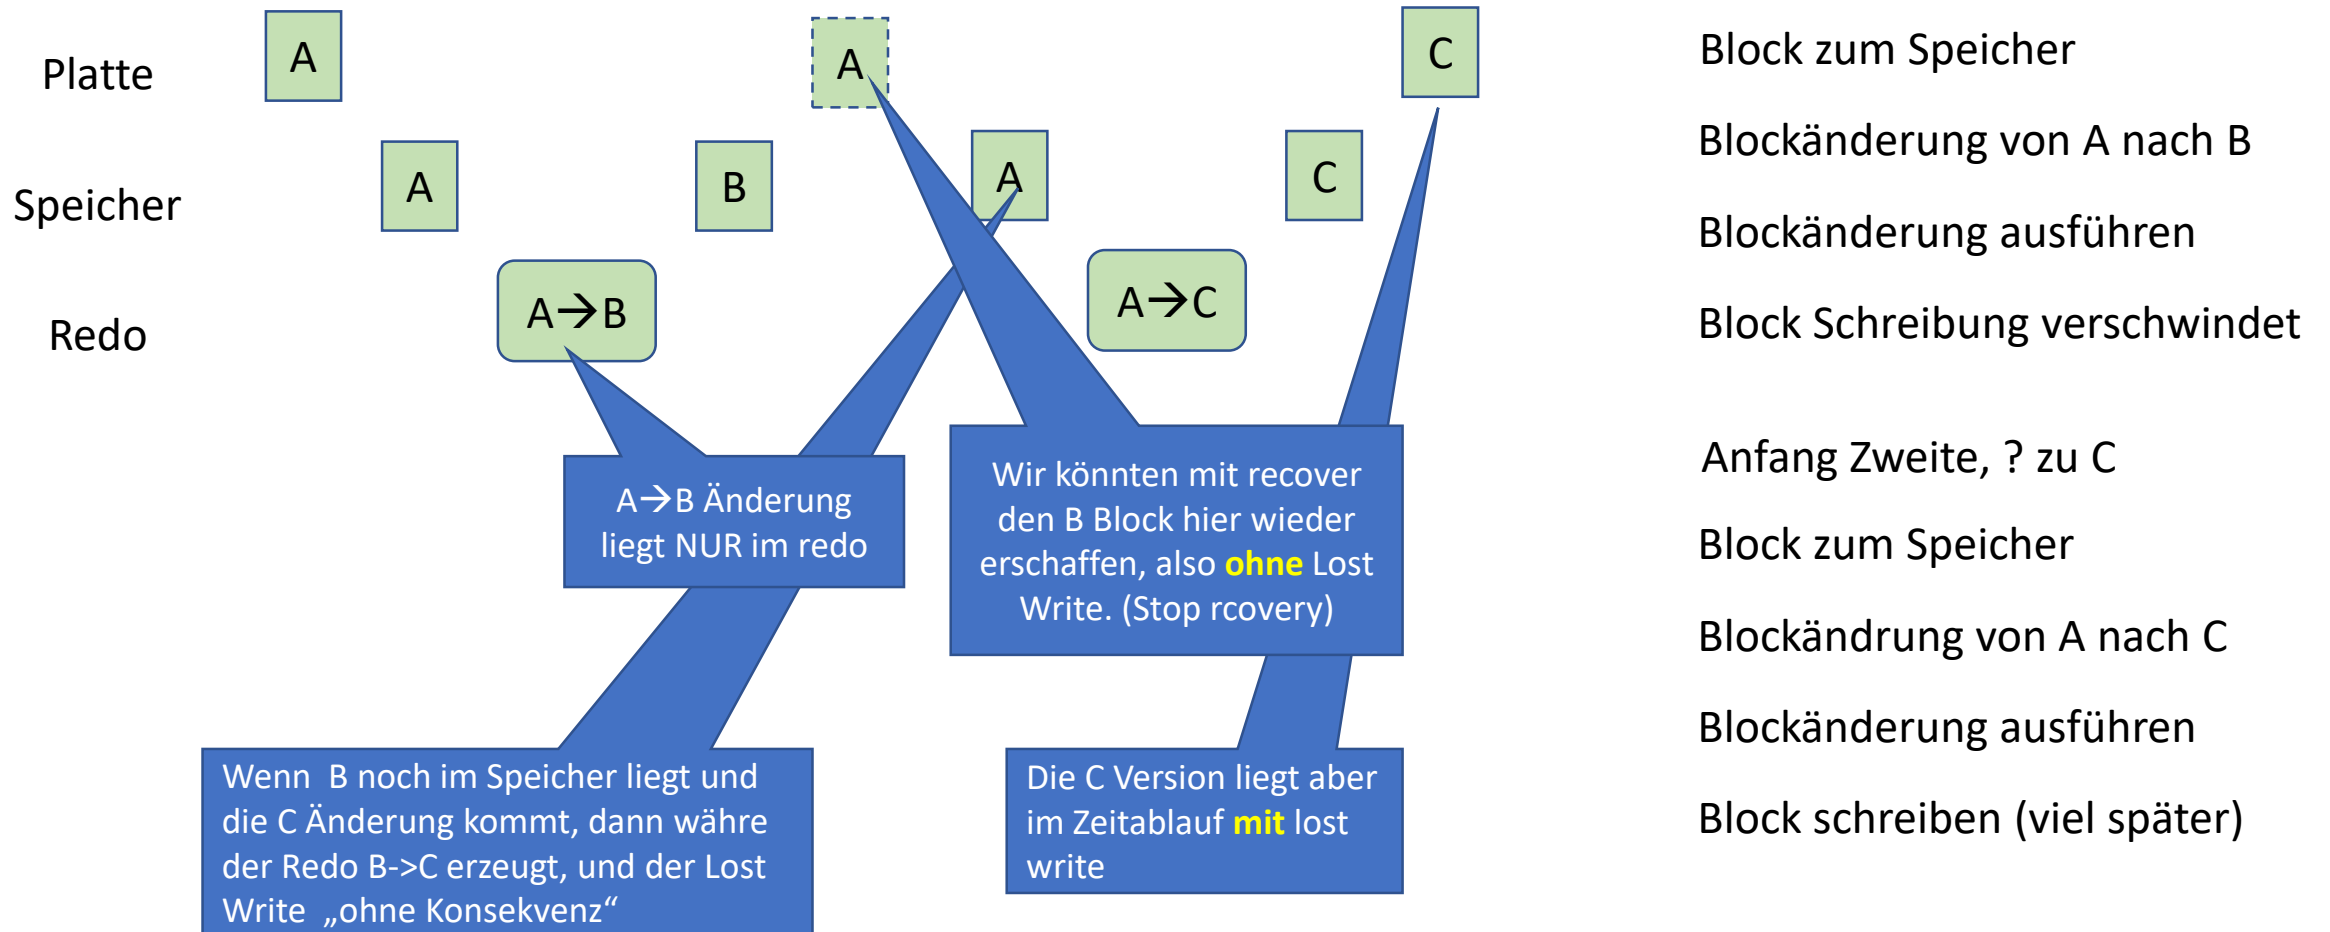 Platte
A
A
C
Speicher
A
B
A
C
Redo
A→B
A→C
A→B Änderung
liegt NUR im redo
Wir könnten mit recover
den B Block hier wieder
erschaffen, also ohne Lost
Write. (Stop rcovery)
Wenn B noch im Speicher liegt und
die C Änderung kommt, dann währe
der Redo B->C erzeugt, und der Lost
Write „ohne Konsekvenz“
Die C Version liegt aber
im Zeitablauf mit lost
write
Block zum Speicher
Blockänderung von A nach B
Blockänderung ausführen
Block Schreibung verschwindet
Anfang Zweite, ? zu C
Block zum Speicher
Blockändrung von A nach C
Blockänderung ausführen
Block schreiben (viel später)